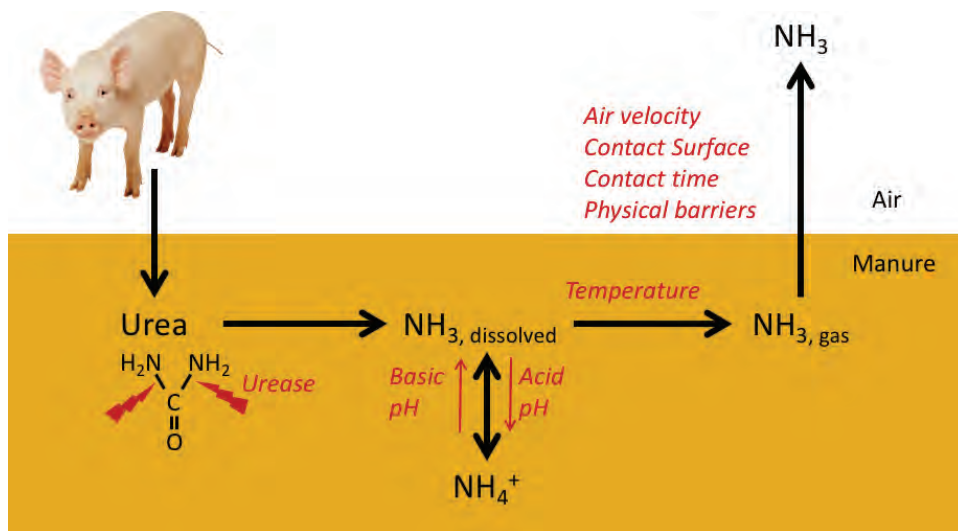 NH₃
Air velocity
Contact Surface
Contact time
Physical barriers
Air
Manure
Temperature
Urea
NH₃, dissolved
NH₃, gas
H₂N NH₂
Urease
C
O
Basic
pH
Acid
pH
NH₄⁺